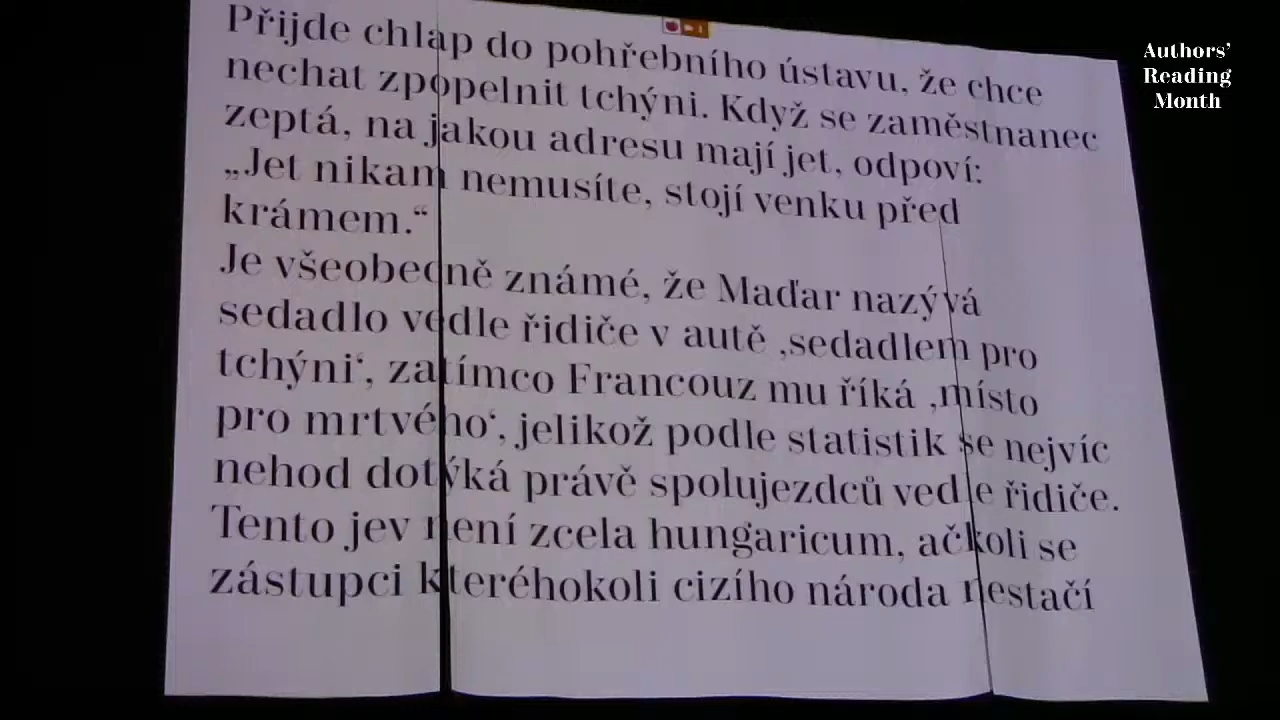 Přijde chlap do pohřebního ústavu, že chce
nechat zpopelnit tchýni. Když se zaměstnanec
zeptá, na jakou adresu mají jet, odpoví:
„Jet nikam nemusíte, stojí venku před
krámem.“
Je všeobecně známé, že Maďar nazývá
sedadlo vedle řidiče v autě ‚sedadlem pro
tchýni‘, zatímco Francouz mu říká ‚místo
pro mrtvého‘, jelikož podle statistik se nejvíc
nehod dotýká právě spolujezdců vedle řidiče.
Tento jev není zcela hungaricum, ačkoli se
zástupci kteréhokoli cizího národa nestačí
Authors’
Reading
Month